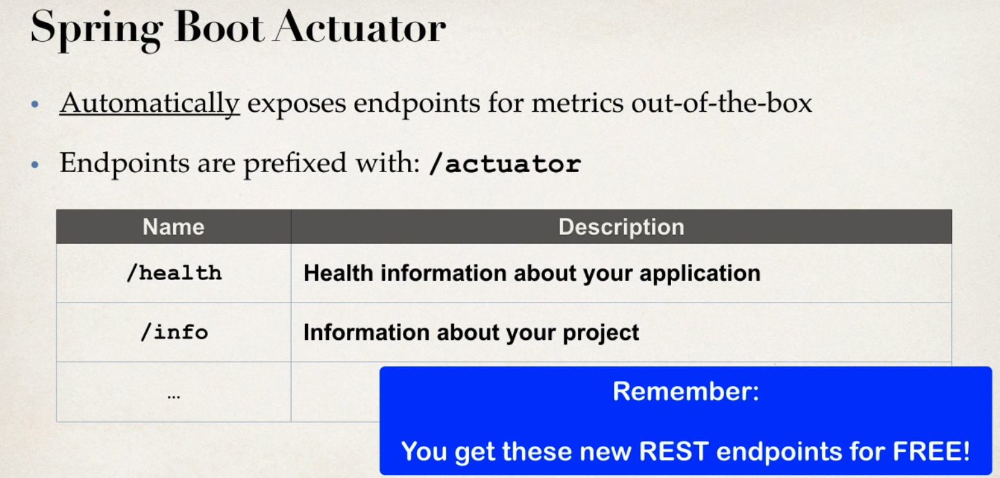 Spring Boot Actuator
• Automatically exposes endpoints for metrics out-of-the-box
• Endpoints are prefixed with: /actuator
Name Description
/health Health information about your application
/info Information about your project
...
Remember:
You get these new REST endpoints for FREE!